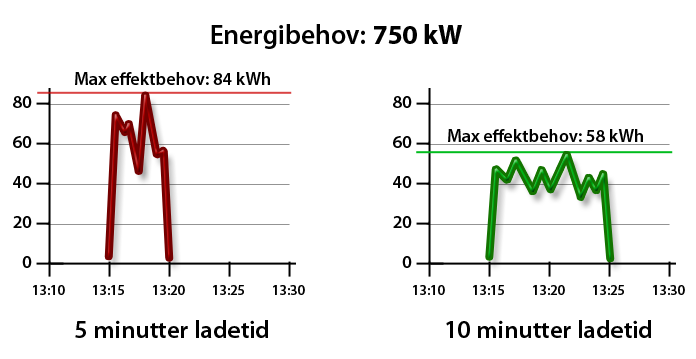 Energibehov: 750 kW
Max effektbehov: 84 kWh
80
60
40
20
0
13:10 13:15 13:20 13:25 13:30
5 minutter ladetid
Max effektbehov: 58 kWh
80
60
40
20
0
13:10 13:15 13:20 13:25 13:30
10 minutter ladetid